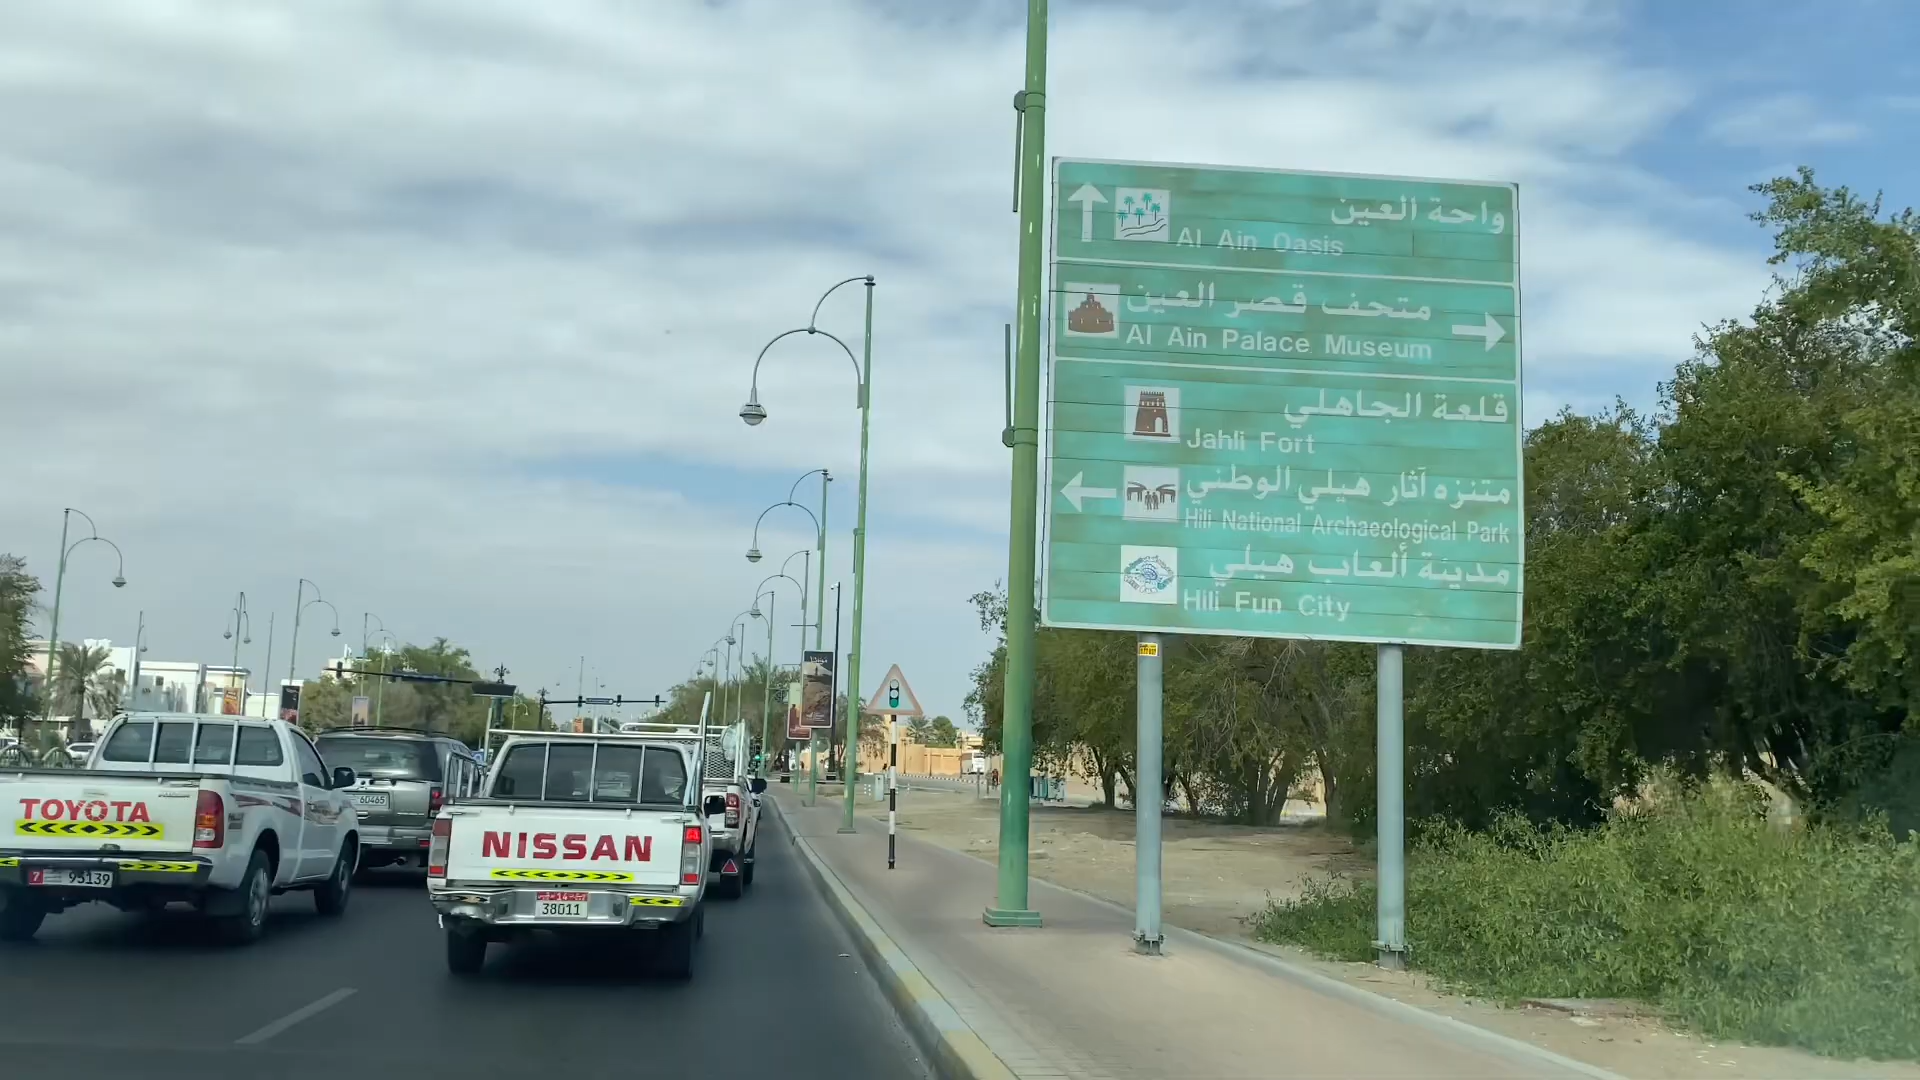 واحة العين
Al Ain Oasis
متحف قصر العين
Al Ain Palace Museum
قلعة الجاهلي
Jahli Fort
متنزه آثار هيلي الوطني
Hili National Archaeological Park
مدينة ألعاب هيلي
Hili Fun City
TOYOTA
7 95139
60465
NISSAN
14
38011